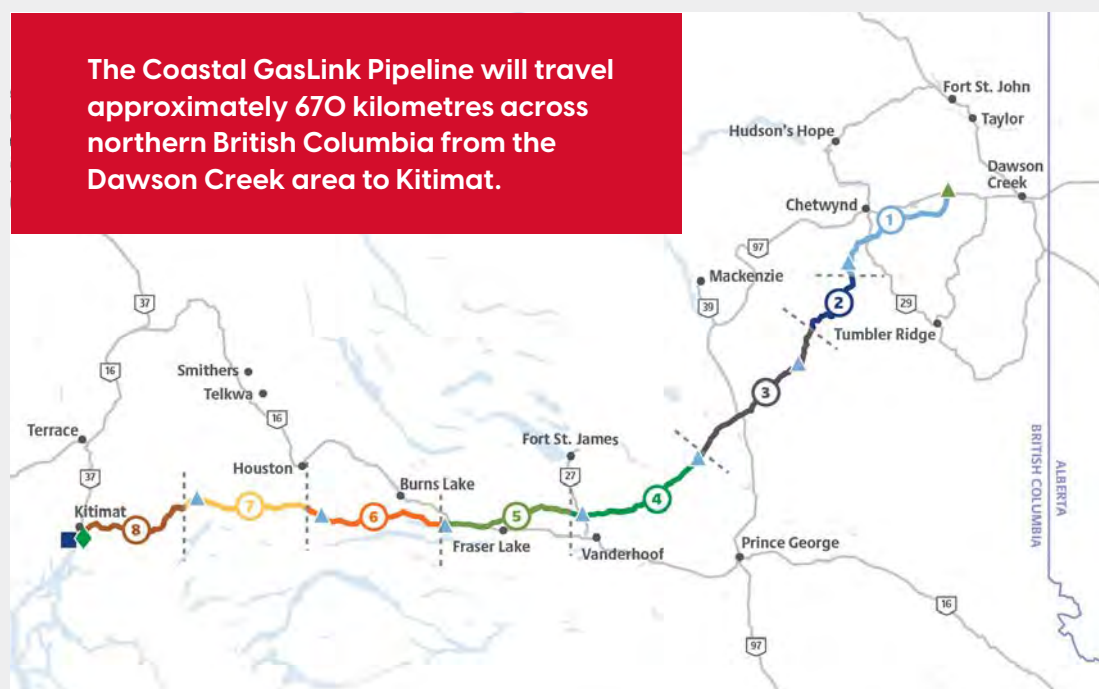 The Coastal GasLink Pipeline will travel
approximately 670 kilometres across
northern British Columbia from the
Dawson Creek area to Kitimat.
Fort St. John
Taylor
Hudson's Hope
Dawson
Creek
Chetwynd
1
97
Mackenzie
39
2
29
Tumbler Ridge
37
16
Smithers
Telkwa
16
3
Terrace
37
Houston
Fort St. James
27
Burns Lake
4
Kitimat
8
7
6
5
Fraser Lake
Vanderhoof
Prince George
16
97
BRITISH COLUMBIA
ALBERTA